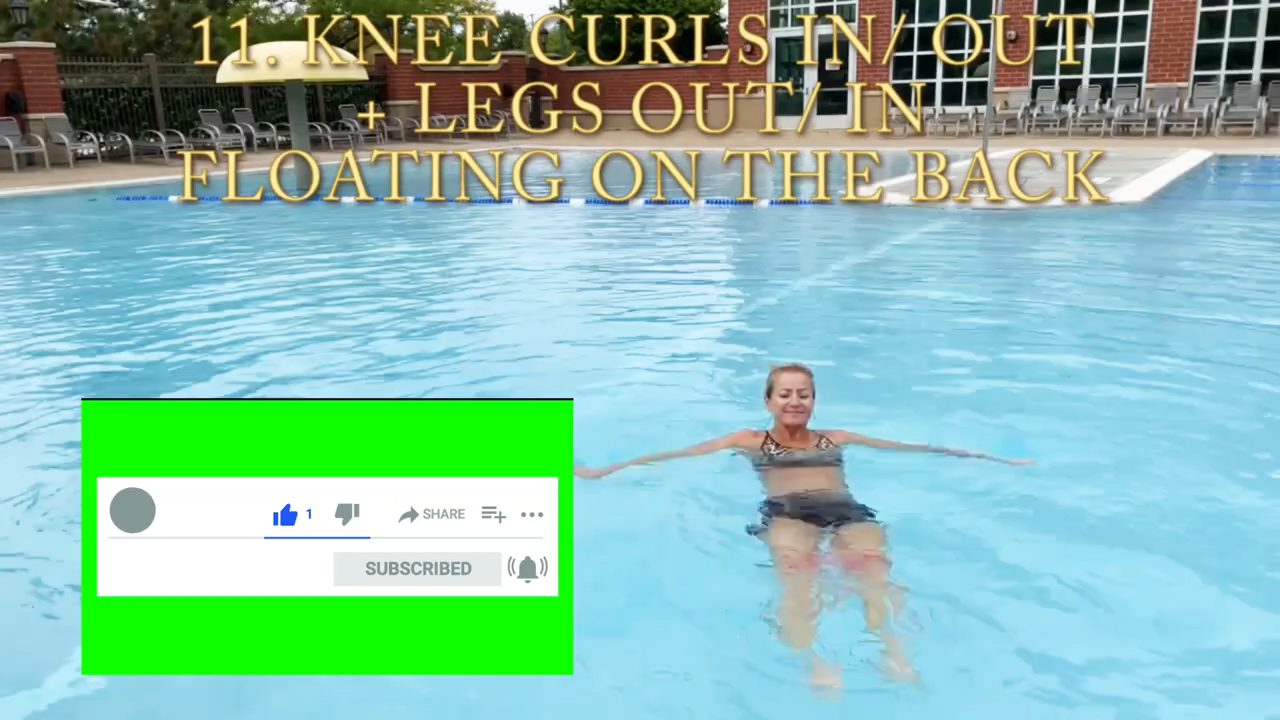 11. KNEE CURLS IN/ OUT
+ LEGS OUT/ IN
FLOATING ON THE BACK
1 SHARE
SUBSCRIBED